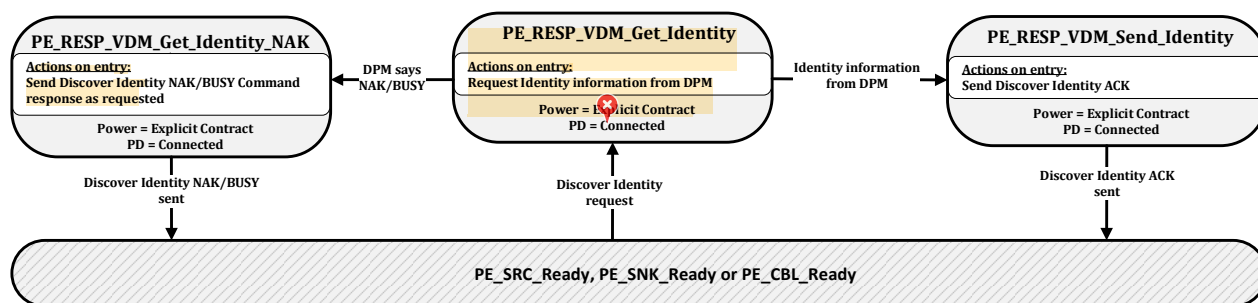 PE_RESP_VDM_Get_Identity_NAK
Actions on entry:
Send Discover Identity NAK/BUSY Command
response as requested
Power = Explicit Contract
PD = Connected
DPM says
NAK/BUSY
PE_RESP_VDM_Get_Identity
Actions on entry:
Request Identity information from DPM
Power = Explicit Contract
PD = Connected
Identity information
from DPM
PE_RESP_VDM_Send_Identity
Actions on entry:
Send Discover Identity ACK
Power = Explicit Contract
PD = Connected
Discover Identity NAK/BUSY
sent
Discover Identity
request
Discover Identity ACK
sent
PE_SRC_Ready, PE_SNK_Ready or PE_CBL_Ready